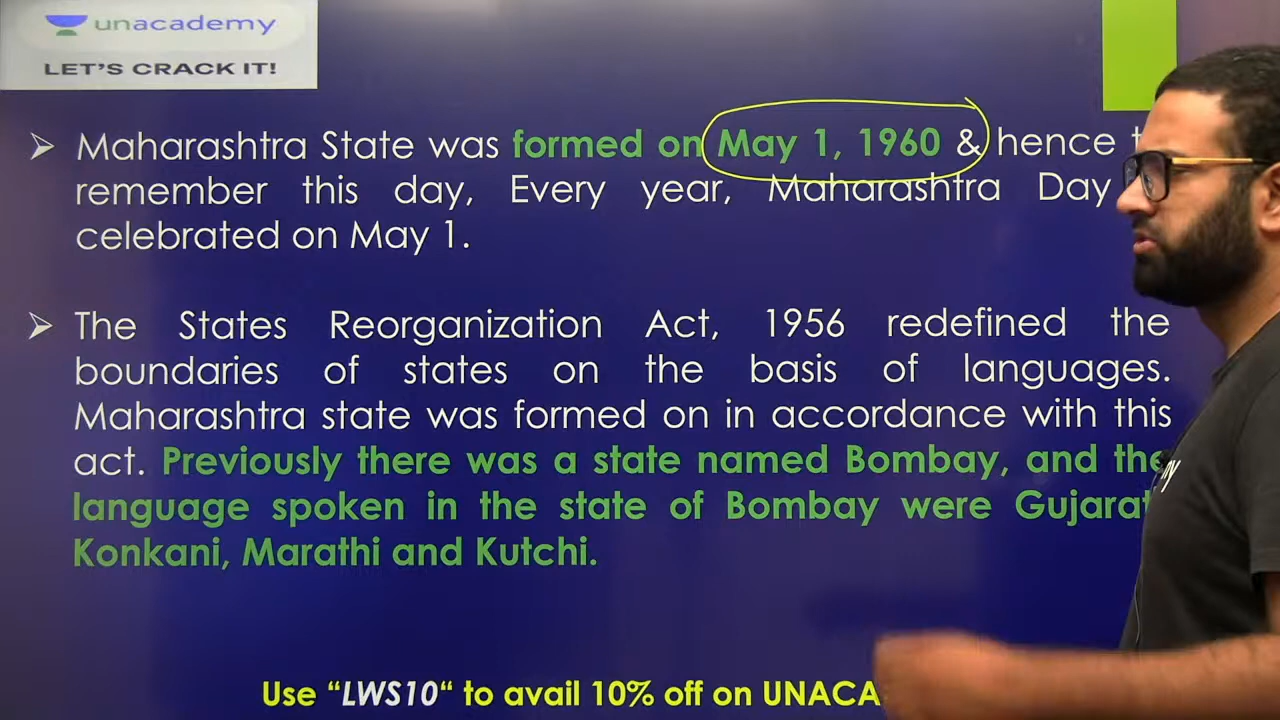 unacademy
LET'S CRACK IT!
Maharashtra State was formed on May 1, 1960 & hence
remember this day, Every year, Maharashtra Day
celebrated on May 1.
The States Reorganization Act, 1956 redefined the
boundaries of states on the basis of languages.
Maharashtra state was formed on in accordance with this
act. Previously there was a state named Bombay, and the
language spoken in the state of Bombay were
Konkani, Marathi and Kutchi.
Use “LWS10“ to avail 10% off on